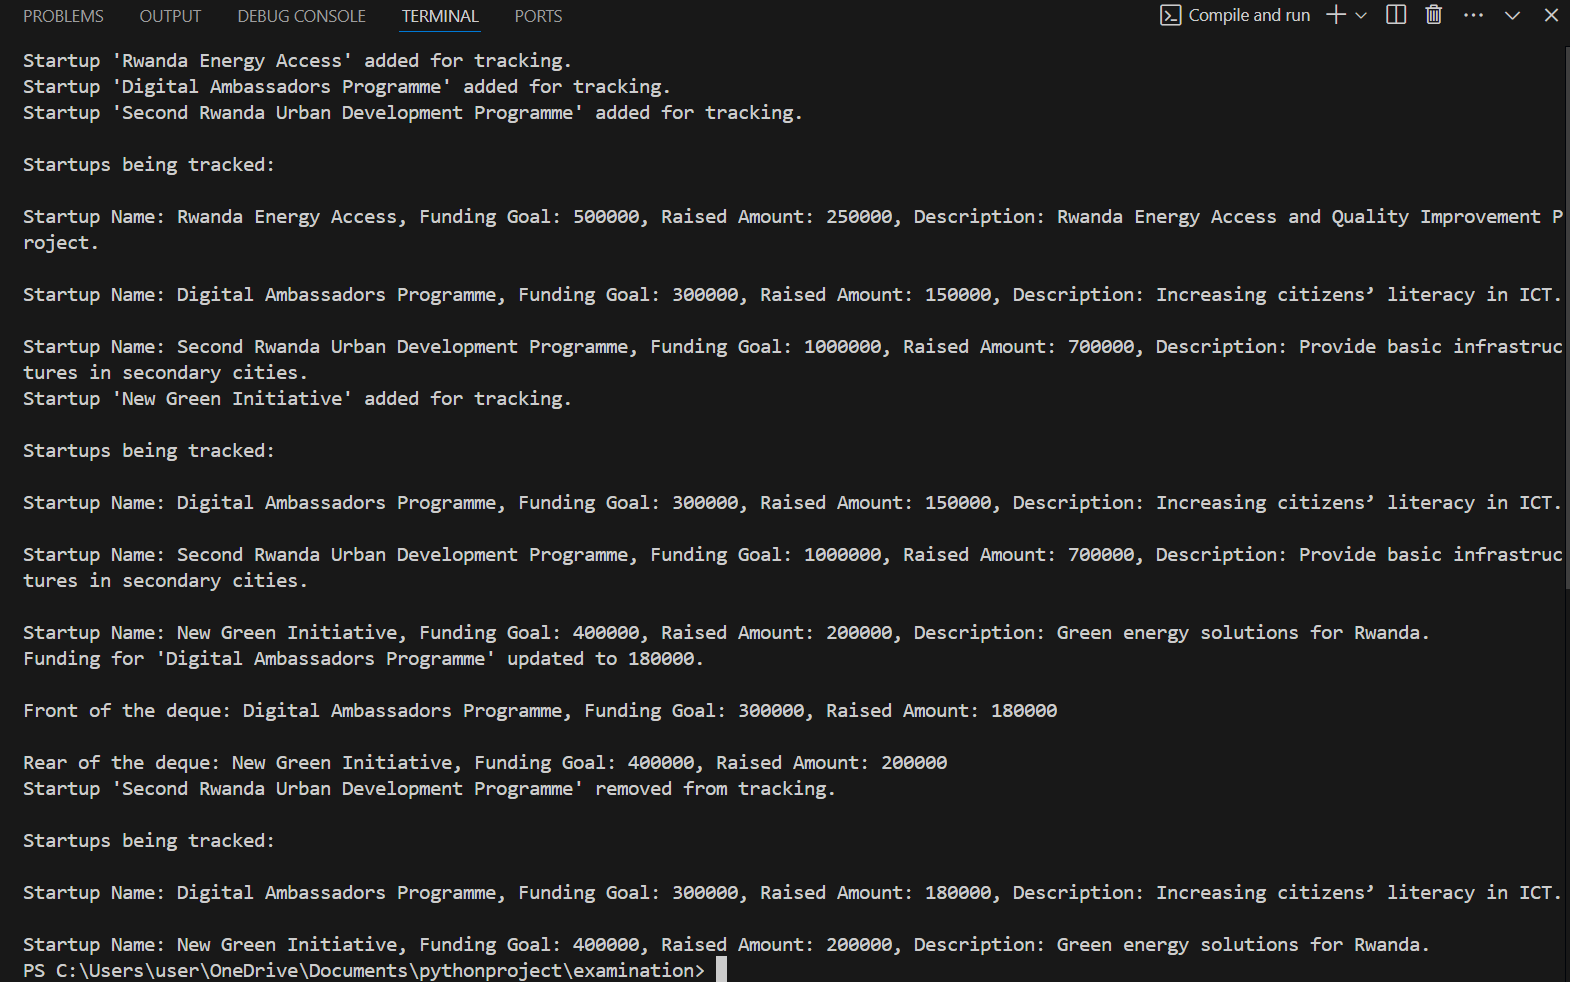 PROBLEMS OUTPUT DEBUG CONSOLE TERMINAL PORTS Compile and run
Startup 'Rwanda Energy Access' added for tracking.
Startup 'Digital Ambassadors Programme' added for tracking.
Startup 'Second Rwanda Urban Development Programme' added for tracking.
Startups being tracked:
Startup Name: Rwanda Energy Access, Funding Goal: 500000, Raised Amount: 250000, Description: Rwanda Energy Access and Quality Improvement P
roject.
Startup Name: Digital Ambassadors Programme, Funding Goal: 300000, Raised Amount: 150000, Description: Increasing citizens’ literacy in ICT.
Startup Name: Second Rwanda Urban Development Programme, Funding Goal: 1000000, Raised Amount: 700000, Description: Provide basic infrastruc
tures in secondary cities.
Startup 'New Green Initiative' added for tracking.
Startups being tracked:
Startup Name: Digital Ambassadors Programme, Funding Goal: 300000, Raised Amount: 150000, Description: Increasing citizens’ literacy in ICT.
Startup Name: Second Rwanda Urban Development Programme, Funding Goal: 1000000, Raised Amount: 700000, Description: Provide basic infrastruc
tures in secondary cities.
Startup Name: New Green Initiative, Funding Goal: 400000, Raised Amount: 200000, Description: Green energy solutions for Rwanda.
Funding for 'Digital Ambassadors Programme' updated to 180000.
Front of the deque: Digital Ambassadors Programme, Funding Goal: 300000, Raised Amount: 180000
Rear of the deque: New Green Initiative, Funding Goal: 400000, Raised Amount: 200000
Startup 'Second Rwanda Urban Development Programme' removed from tracking.
Startups being tracked:
Startup Name: Digital Ambassadors Programme, Funding Goal: 300000, Raised Amount: 180000, Description: Increasing citizens’ literacy in ICT.
Startup Name: New Green Initiative, Funding Goal: 400000, Raised Amount: 200000, Description: Green energy solutions for Rwanda.
PS C:\Users\user\OneDrive\Documents\pythonproject\examination>